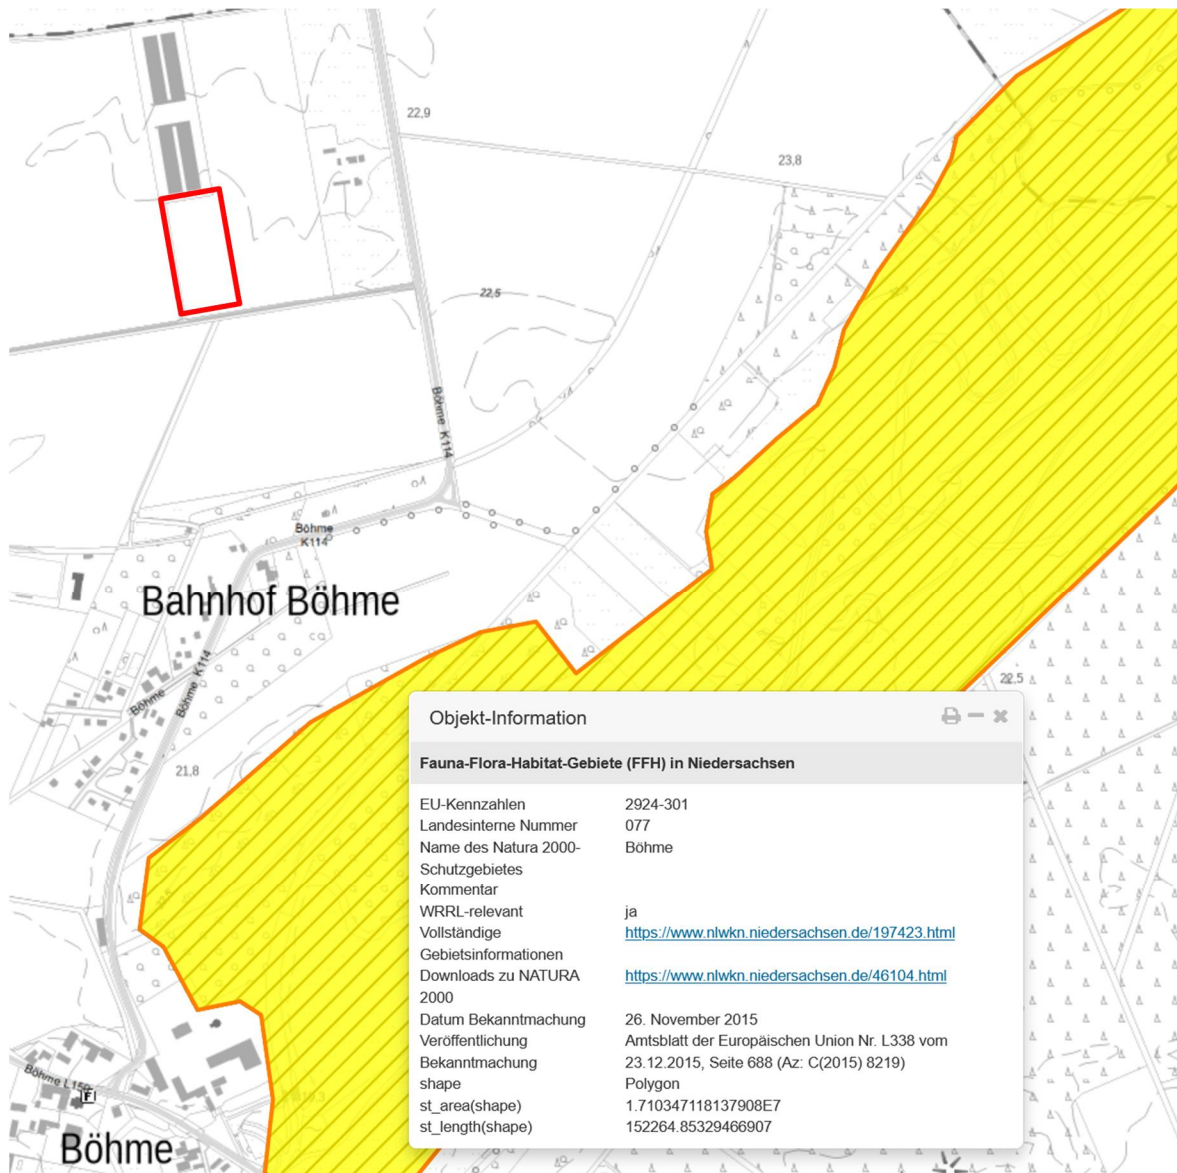 22,9
23,8
22,5
Böhme K114
Böhme
K114
Bahnhof Böhme
Böhme K114
Böhme
22,5
21,8
Objekt-Information
Fauna-Flora-Habitat-Gebiete (FFH) in Niedersachsen
EU-Kennzahlen 2924-301
Landesinterne Nummer 077
Name des Natura 2000- Böhme
Schutzgebietes
Kommentar
WRRL-relevant ja
Vollständige https://www.nlwkn.niedersachsen.de/197423.html
Gebietsinformationen
Downloads zu NATURA https://www.nlwkn.niedersachsen.de/46104.html
2000
Datum Bekanntmachung 26. November 2015
Veröffentlichung Amtsblatt der Europäischen Union Nr. L338 vom
Bekanntmachung 23.12.2015, Seite 688 (Az: C(2015) 8219)
shape Polygon
st_area(shape) 1.710347118137908E7
st_length(shape) 152264.85329466907
Böhme L159
F
Böhme